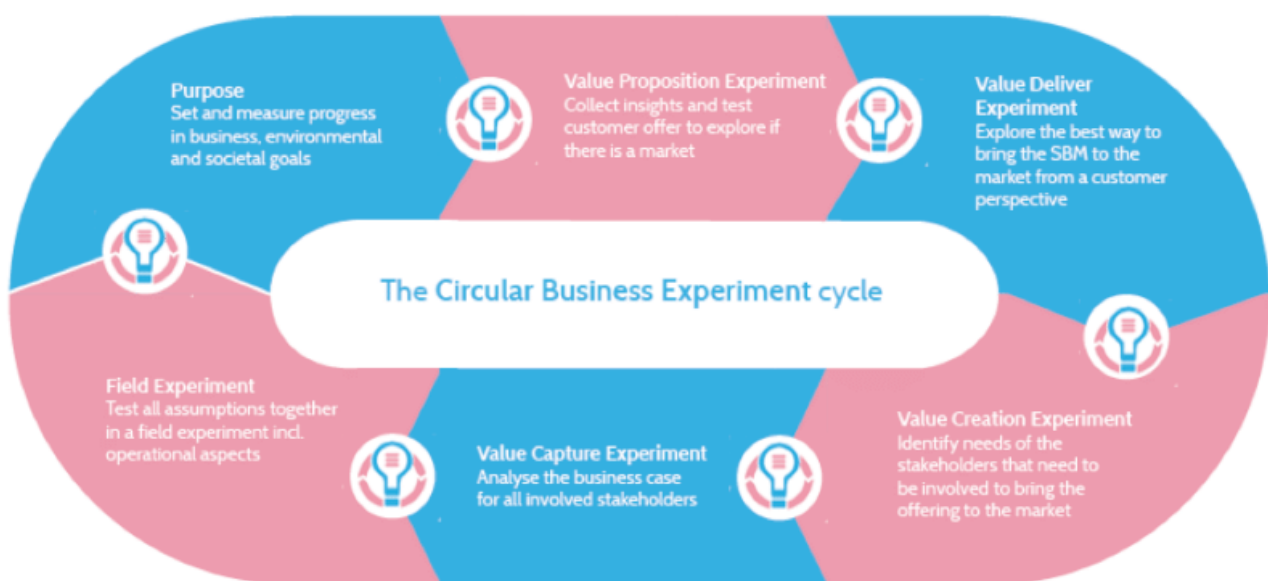 Purpose
Set and measure progress
in business, environmental
and societal goals
Value Proposition Experiment
Collect insights and test
customer offer to explore if
there is a market
Value Deliver
Experiment
Explore the best way to
bring the SBM to the
market from a customer
perspective
The Circular Business Experiment cycle
Field Experiment
Test all assumptions together
in a field experiment incl.
operational aspects
Value Capture Experiment
Analyse the business case
for all involved stakeholders
Value Creation Experiment
Identify needs of the
stakeholders that need to
be involved to bring the
offering to the market